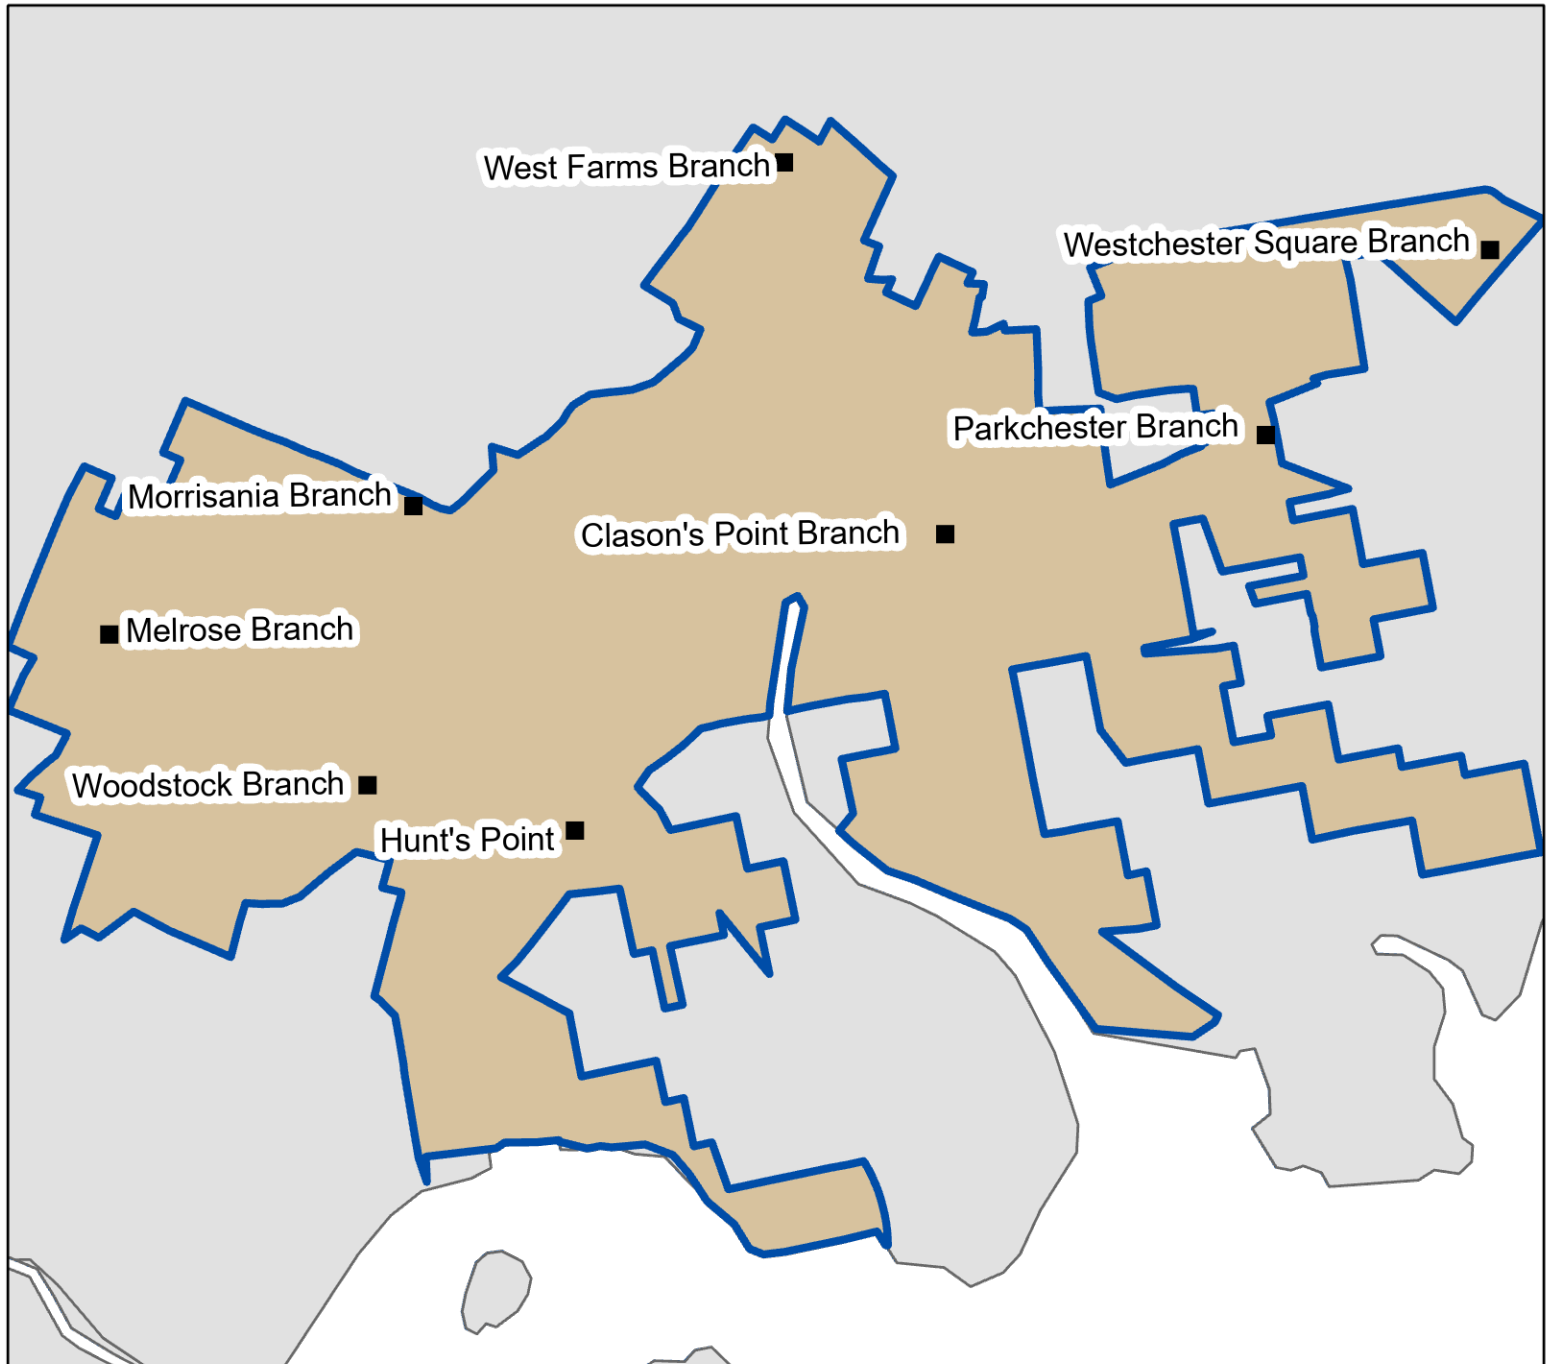 West Farms Branch
Westchester Square Branch
Parkchester Branch
Morrisania Branch
Clason's Point Branch
Melrose Branch
Woodstock Branch
Hunt's Point